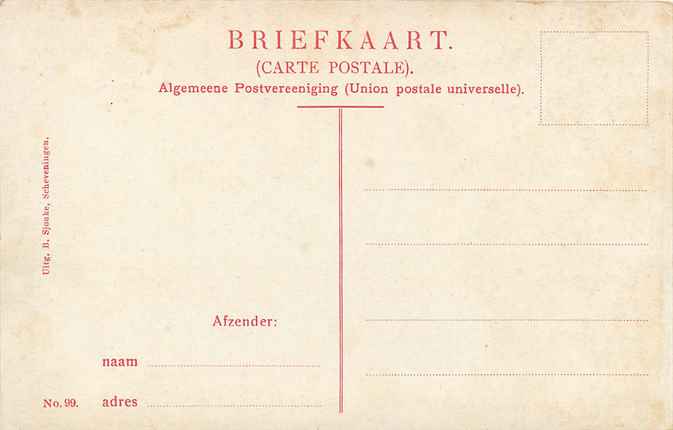 BRIEFKAART.
(CARTE POSTALE).
Algemeene Postvereeniging (Union postale universelle).
Uitg. B. Sjouke, Scheveningen.
Afzender:
naam
No. 99. adres